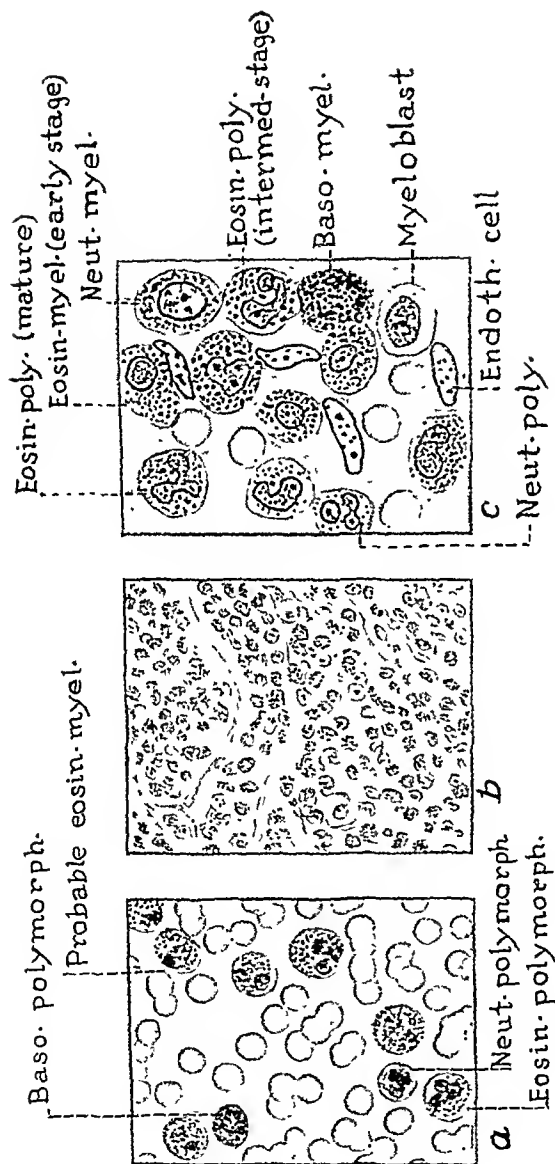 Baso. polymorph.
Probable eosin. myel.
Neut. polymorph
Eosin. polymorph.
a
b
Eosin. poly. (mature)
Eosin-myel. (early stage)
Neut. myel.
Eosin. poly.
(intermed-stage)
Baso. myel.
Myeloblast
Endoth. cell
Neut. poly.
c